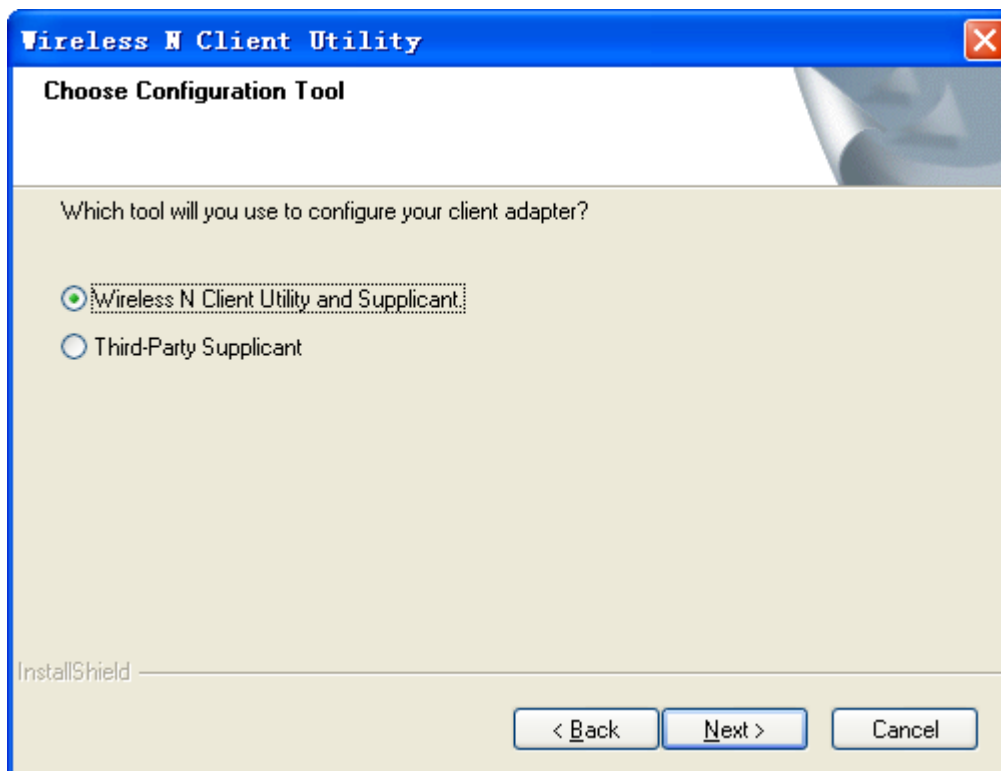 Wireless N Client Utility
Choose Configuration Tool
Which tool will you use to configure your client adapter?
Wireless N Client Utility and Supplicant.
Third-Party Supplicant
InstallShield
< Back
Next >
Cancel